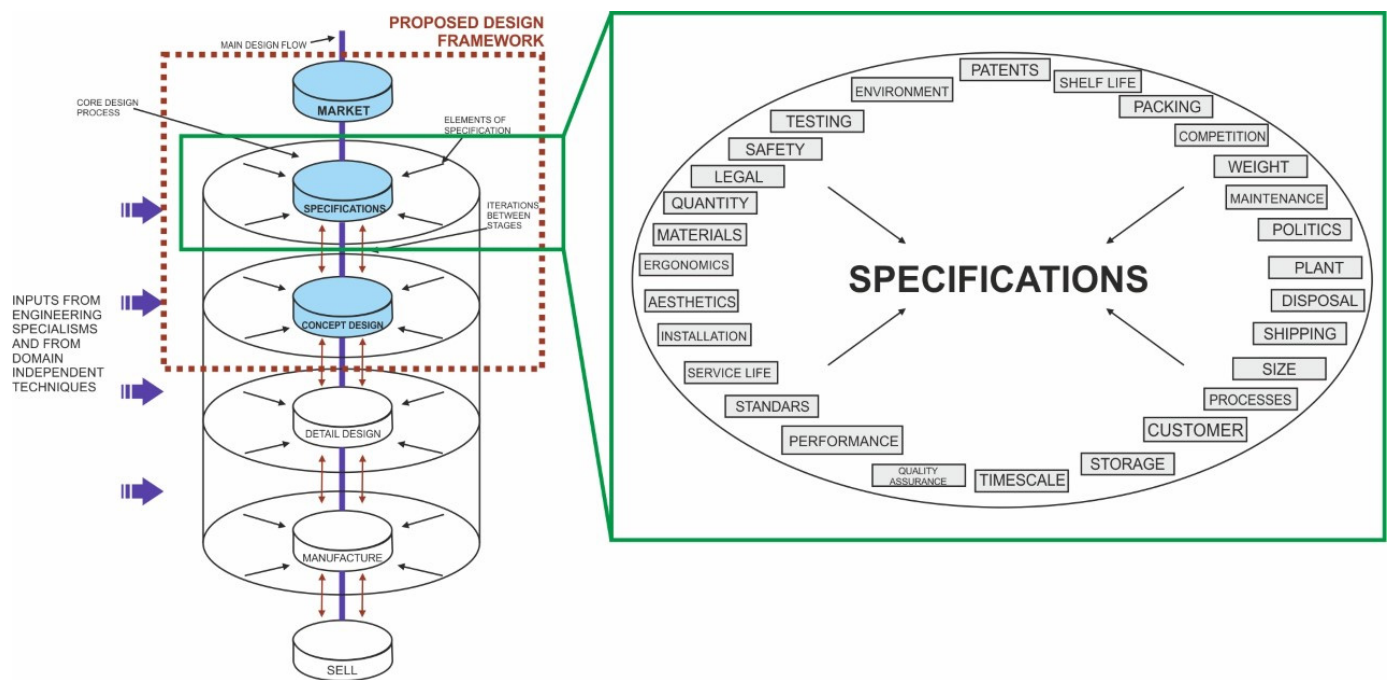 PROPOSED DESIGN
FRAMEWORK
MAIN DESIGN FLOW
MARKET
CORE DESIGN
PROCESS
ELEMENTS OF
SPECIFICATION
SPECIFICATIONS
ITERATIONS
BETWEEN
STAGES
CONCEPT DESIGN
INPUTS FROM
ENGINEERING
SPECIALISMS
AND FROM
DOMAIN
INDEPENDENT
TECHNIQUES
DETAIL DESIGN
MANUFACTURE
SELL
PATENTS
SHELF LIFE
PACKING
COMPETITION
WEIGHT
MAINTENANCE
POLITICS
PLANT
DISPOSAL
SHIPPING
SIZE
PROCESSES
CUSTOMER
STORAGE
TIMESCALE
QUALITY
ASSURANCE
PERFORMANCE
STANDARS
SERVICE LIFE
INSTALLATION
AESTHETICS
ERGONOMICS
MATERIALS
QUANTITY
LEGAL
SAFETY
TESTING
ENVIRONMENT
SPECIFICATIONS